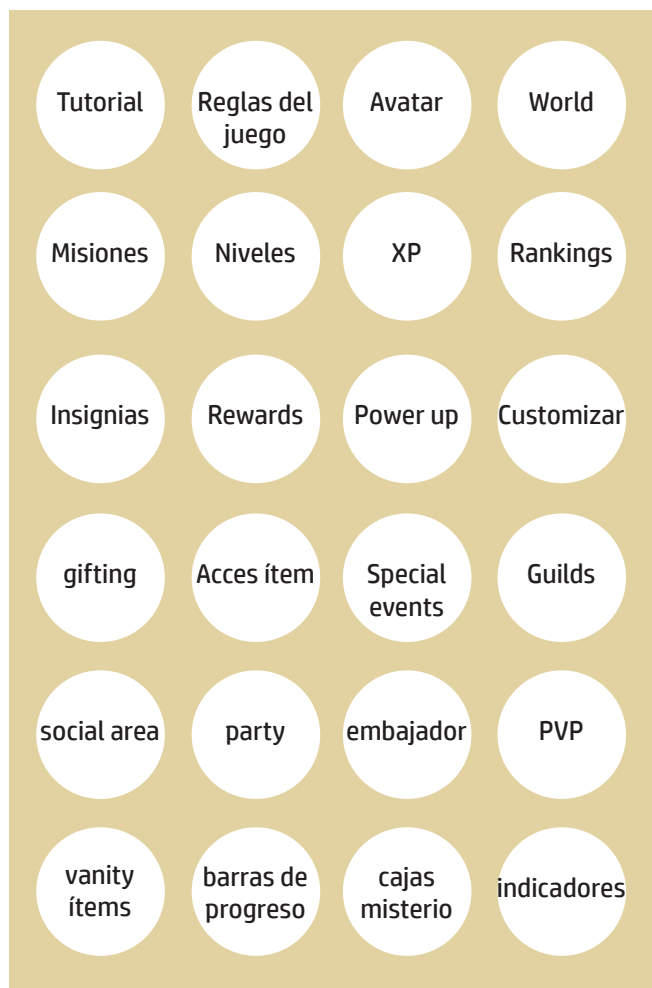 Tutorial
Reglas del
juego
Avatar
World
Misiones
Niveles
XP
Rankings
Insignias
Rewards
Power up
Customizar
gifting
Acces ítem
Special
events
Guilds
social area
party
embajador
PVP
vanity
ítems
barras de
progreso
cajas
misterio
indicadores